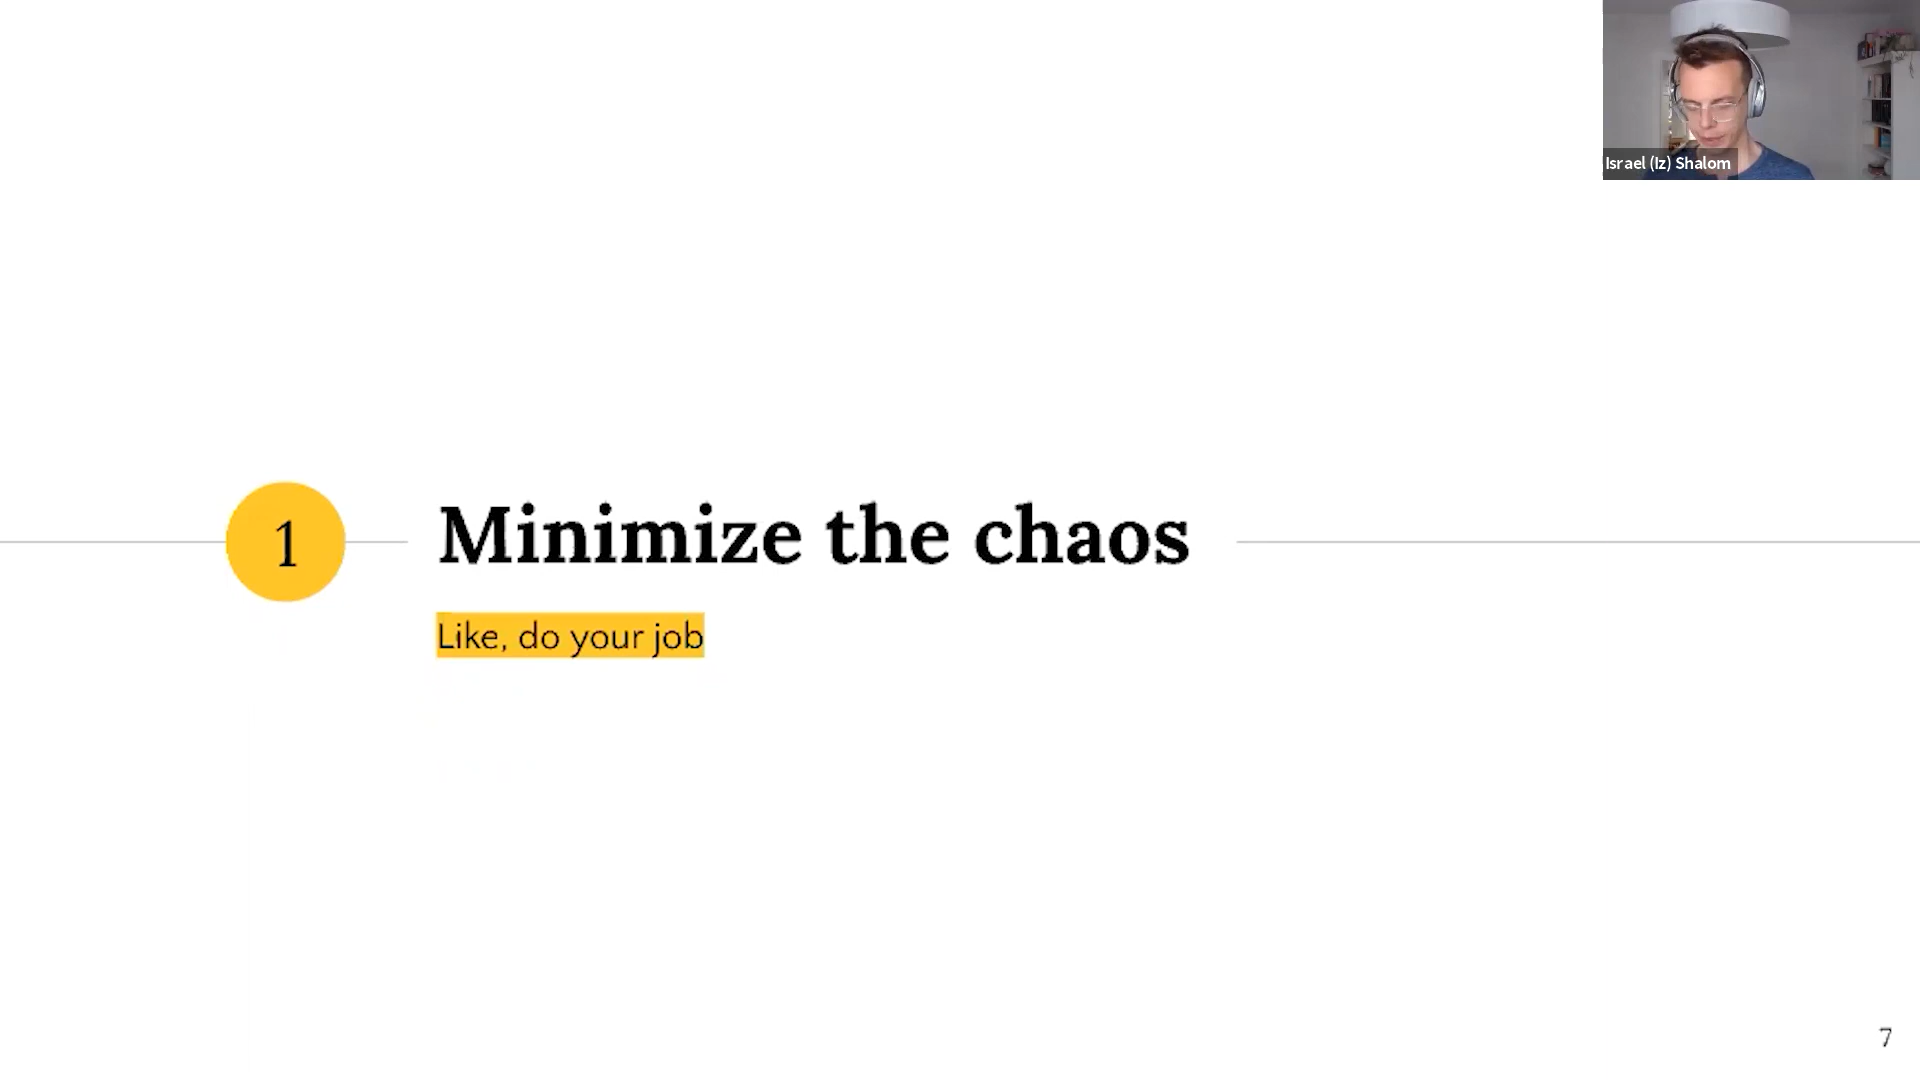 Israel (Iz) Shalom
1
Minimize the chaos
Like, do your job
7